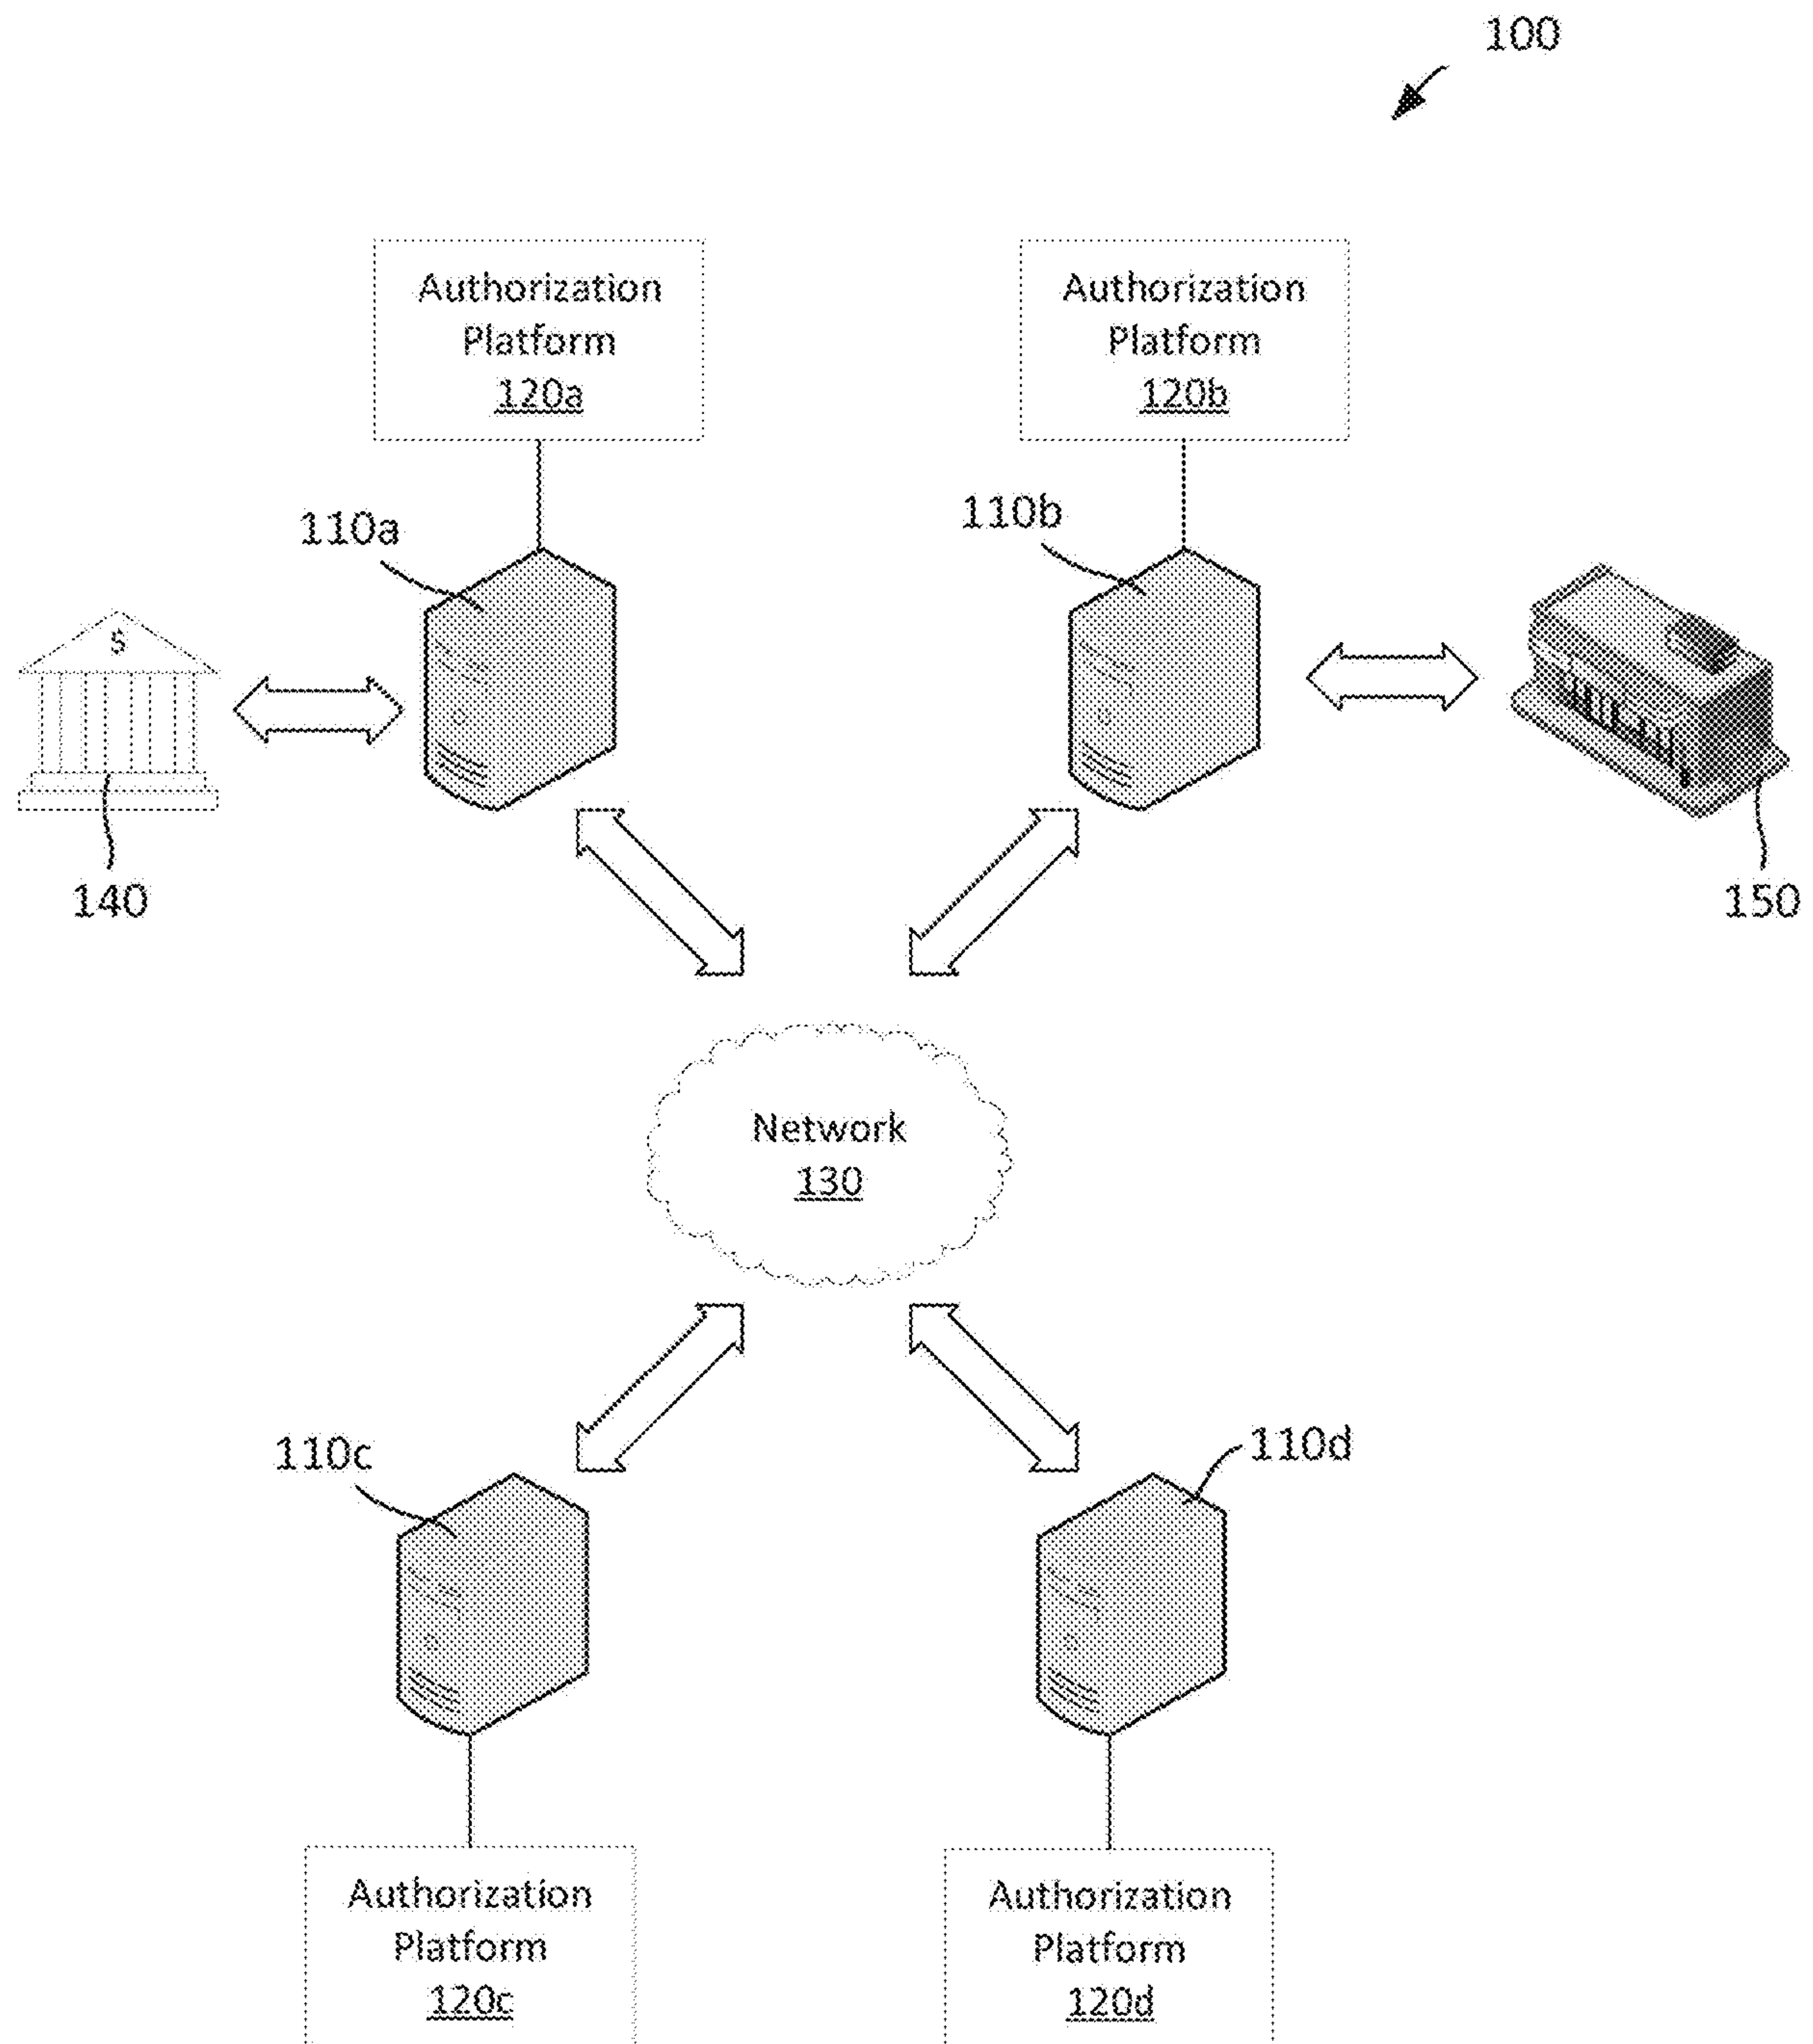 100
Authorization
Platform
120a
Authorization
Platform
120b
110a
110b
$
140
150
Network
130
110c
110d
Authorization
Platform
120c
Authorization
Platform
120d